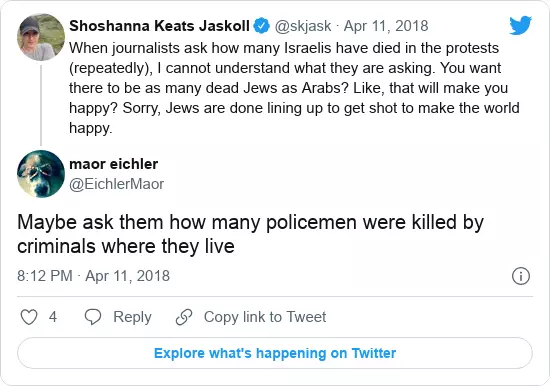 Shoshanna Keats Jaskoll @skjask · Apr 11, 2018
When journalists ask how many Israelis have died in the protests
(repeatedly), I cannot understand what they are asking. You want
there to be as many dead Jews as Arabs? Like, that will make you
happy? Sorry, Jews are done lining up to get shot to make the world
happy.
maor eichler
@EichlerMaor
Maybe ask them how many policemen were killed by
criminals where they live
8:12 PM · Apr 11, 2018
4 Reply Copy link to Tweet
Explore what's happening on Twitter